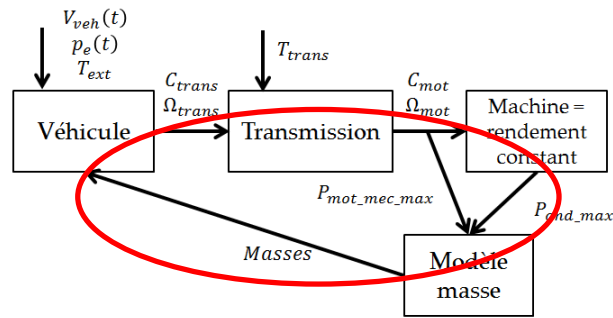 V_veh(t)
p_e(t)
T_ext
T_trans
C_trans
Ω_trans
C_mot
Ω_mot
Véhicule
Transmission
Machine =
rendement
constant
P_mot_mec_max
P_ond_max
Masses
Modèle
masse